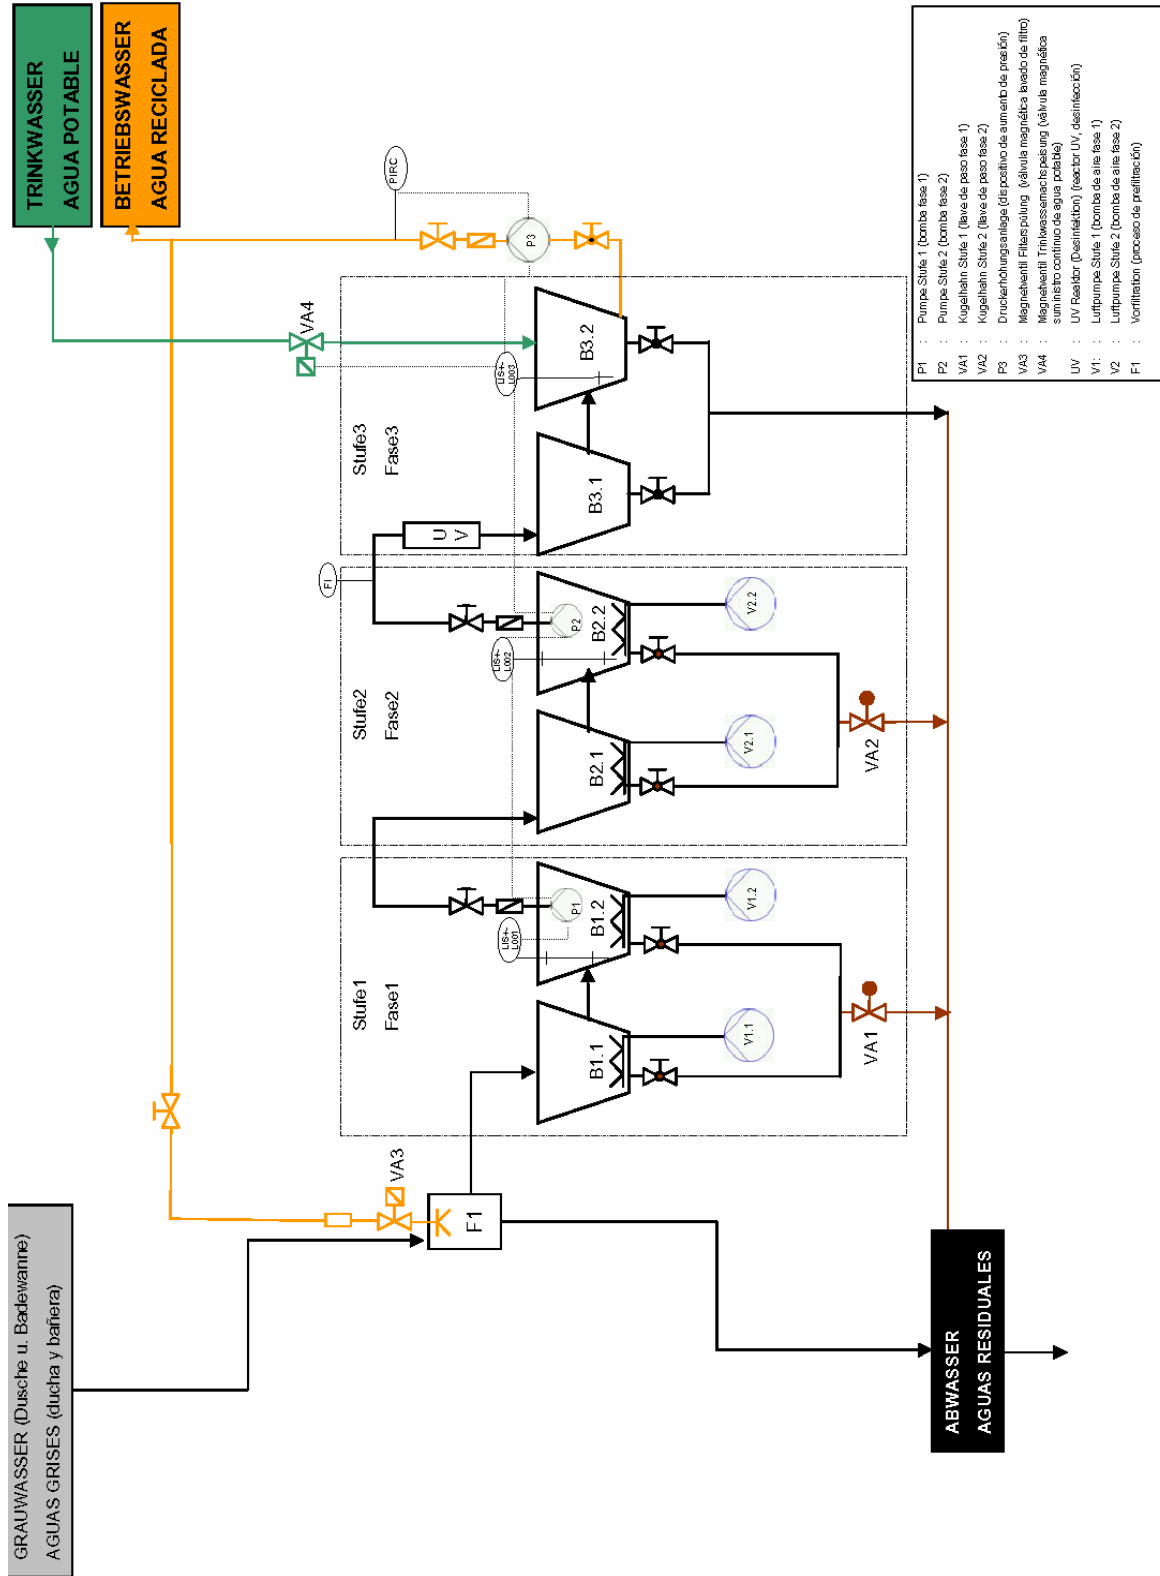 GRAUWASSER (Dusche u. Badewanne)
AGUAS GRISES (ducha y bañera)
TRINKWASSER
AGUA POTABLE
BETRIEBSWASSER
AGUA RECICLADA
VA3
F1
Stufe1
Fase1
LIS+-
L001
P1
B1.1
B1.2
V1.1
V1.2
VA1
Stufe2
Fase2
LIS+-
L002
P2
B2.1
B2.2
V2.1
V2.2
VA2
FI
U V
Stufe3
Fase3
VA4
LIS+-
L003
B3.1
B3.2
P3
PIRC
ABWASSER
AGUAS RESIDUALES
P1 : Pumpe Stufe 1 (bomba fase 1)
P2 : Pumpe Stufe 2 (bomba fase 2)
VA1 : Kugelhahn Stufe 1 (llave de paso fase 1)
VA2 : Kugelhahn Stufe 2 (llave de paso fase 2)
P3 : Druckerhöhungsanlage (dispositivo de aumento de presión)
VA3 : Magnetventil Filterspülung (válvula magnética lavado de filtro)
VA4 : Magnetventil Trinkwassernachspeisung (válvula magnética
suministro continuo de agua potable)
UV : UV Reaktor (Desinfektion) (reactor UV, desinfección)
V1: : Luftpumpe Stufe 1 (bomba de aire fase 1)
V2 : Luftpumpe Stufe 2 (bomba de aire fase 2)
F1 : Vorfiltration (proceso de prefiltración)